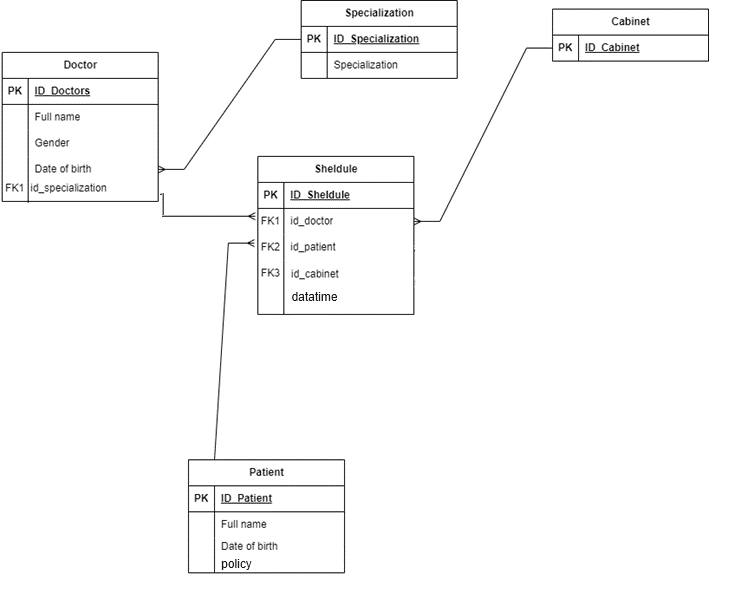 Specialization
PK ID_Specialization
Specialization
Cabinet
PK ID_Cabinet
Doctor
PK ID_Doctors
Full name
Gender
Date of birth
FK1 id_specialization
Sheldule
PK ID_Sheldule
FK1 id_doctor
FK2 id_patient
FK3 id_cabinet
datatime
Patient
PK ID_Patient
Full name
Date of birth
policy